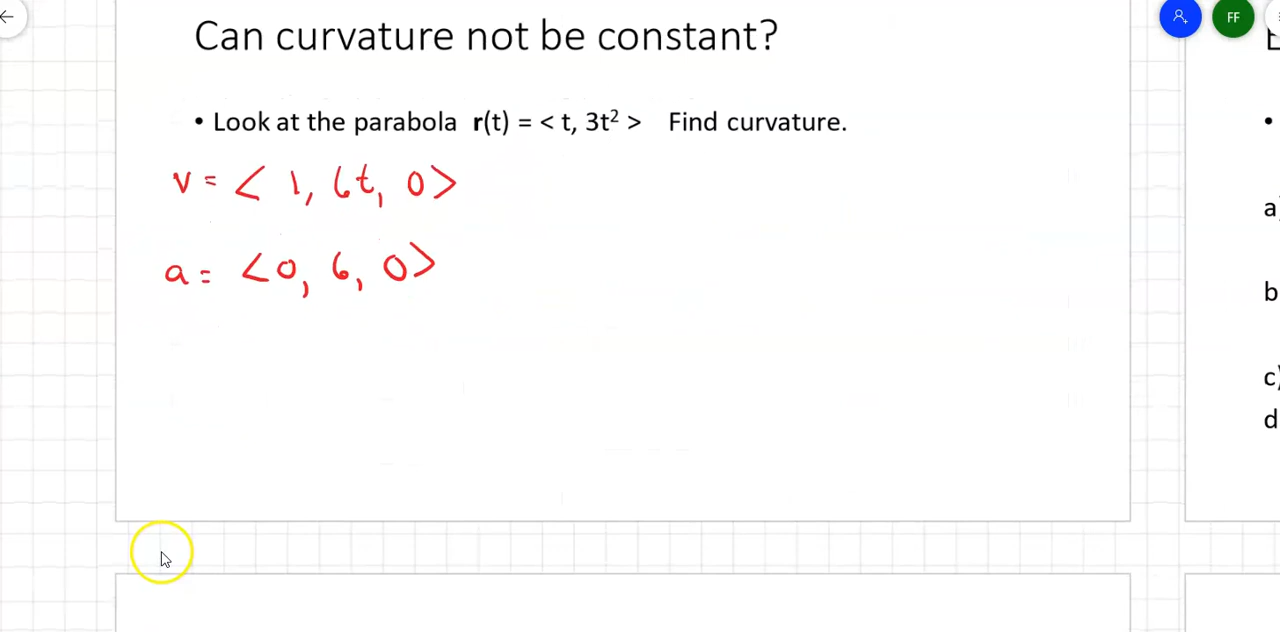 Can curvature not be constant?
FF
• Look at the parabola r(t) = < t, 3t² > Find curvature.
v = < 1, 6t, 0>
a = <0, 6, 0>
a)
b
c)
d